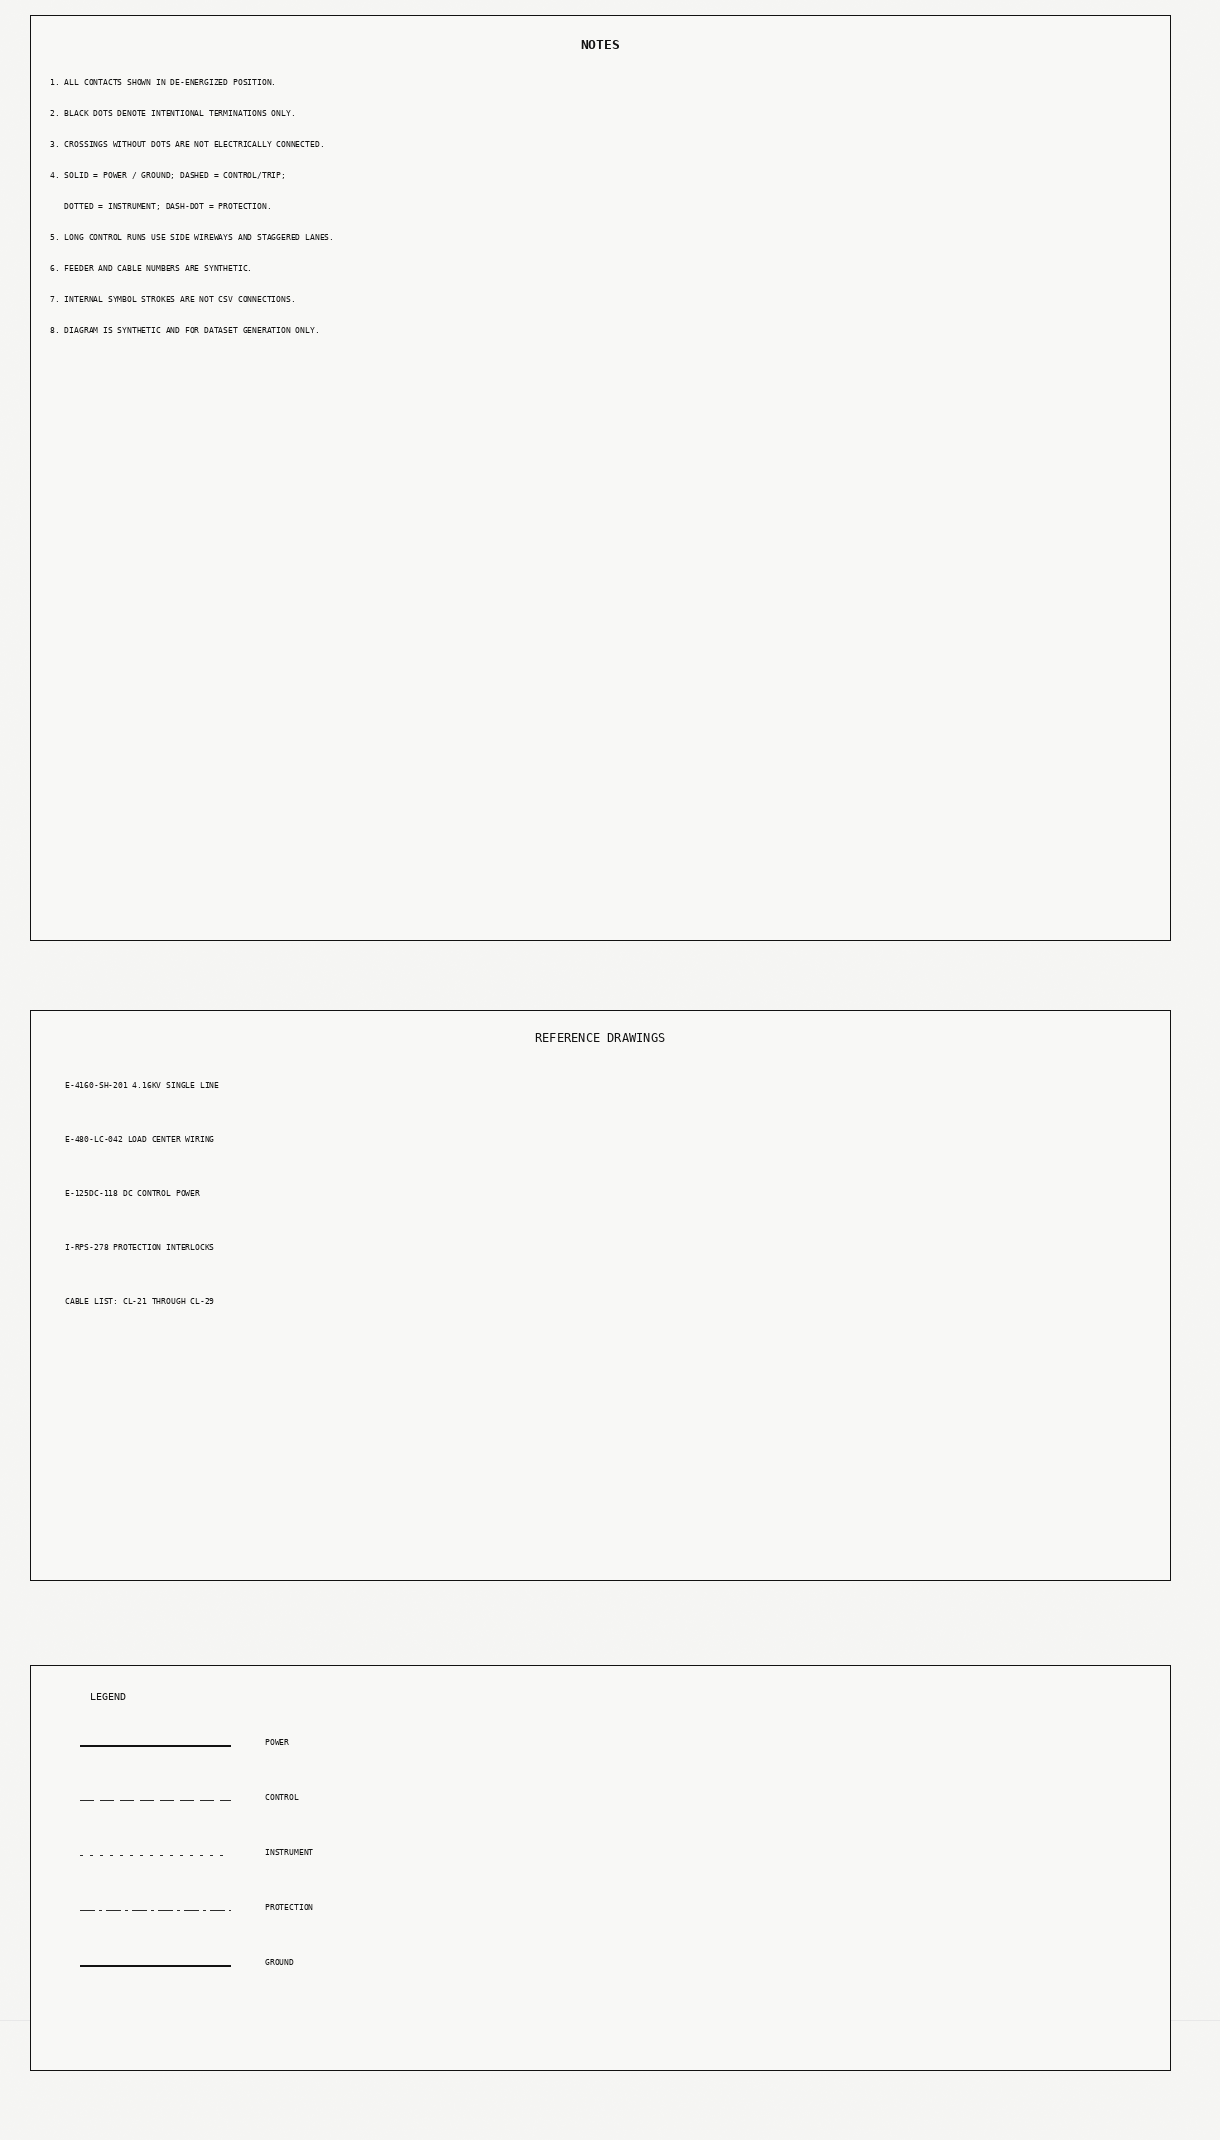 NOTES
1. ALL CONTACTS SHOWN IN DE-ENERGIZED POSITION.
2. BLACK DOTS DENOTE INTENTIONAL TERMINATIONS ONLY.
3. CROSSINGS WITHOUT DOTS ARE NOT ELECTRICALLY CONNECTED.
4. SOLID = POWER / GROUND; DASHED = CONTROL/TRIP;
DOTTED = INSTRUMENT; DASH-DOT = PROTECTION.
5. LONG CONTROL RUNS USE SIDE WIREWAYS AND STAGGERED LANES.
6. FEEDER AND CABLE NUMBERS ARE SYNTHETIC.
7. INTERNAL SYMBOL STROKES ARE NOT CSV CONNECTIONS.
8. DIAGRAM IS SYNTHETIC AND FOR DATASET GENERATION ONLY.
REFERENCE DRAWINGS
E-4160-SH-201 4.16KV SINGLE LINE
E-480-LC-042 LOAD CENTER WIRING
E-125DC-118 DC CONTROL POWER
I-RPS-278 PROTECTION INTERLOCKS
CABLE LIST: CL-21 THROUGH CL-29
LEGEND
POWER
CONTROL
INSTRUMENT
PROTECTION
GROUND